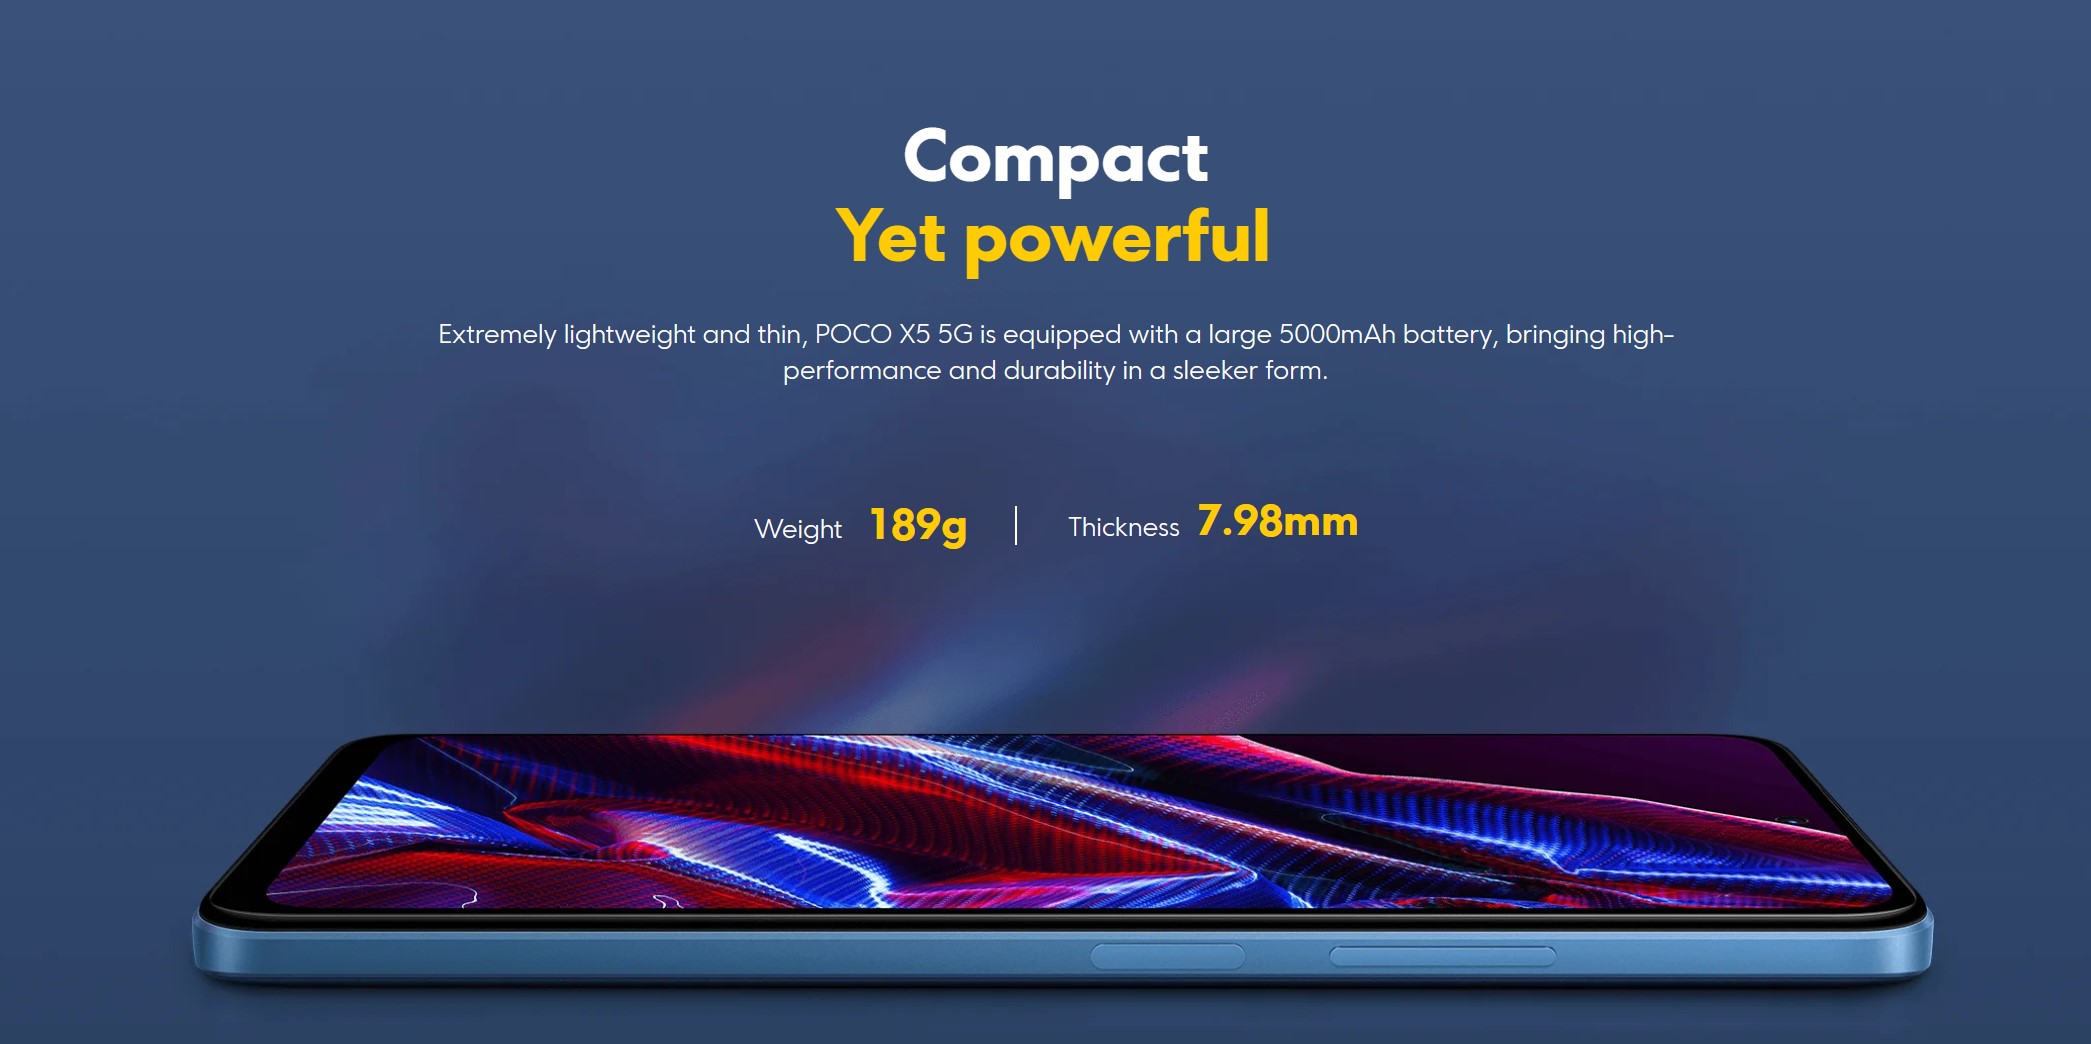 Compact
Yet powerful
Extremely lightweight and thin, POCO X5 5G is equipped with a large 5000mAh battery, bringing high-
performance and durability in a sleeker form.
Weight 189g | Thickness 7.98mm